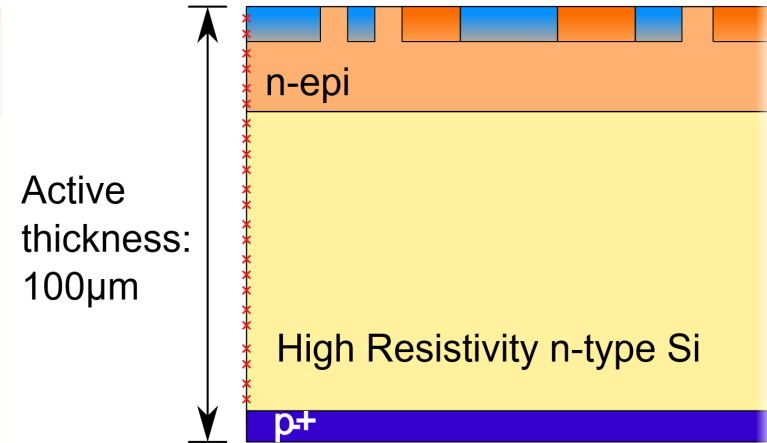 n-epi
Active
thickness:
100μm
High Resistivity n-type Si
p+